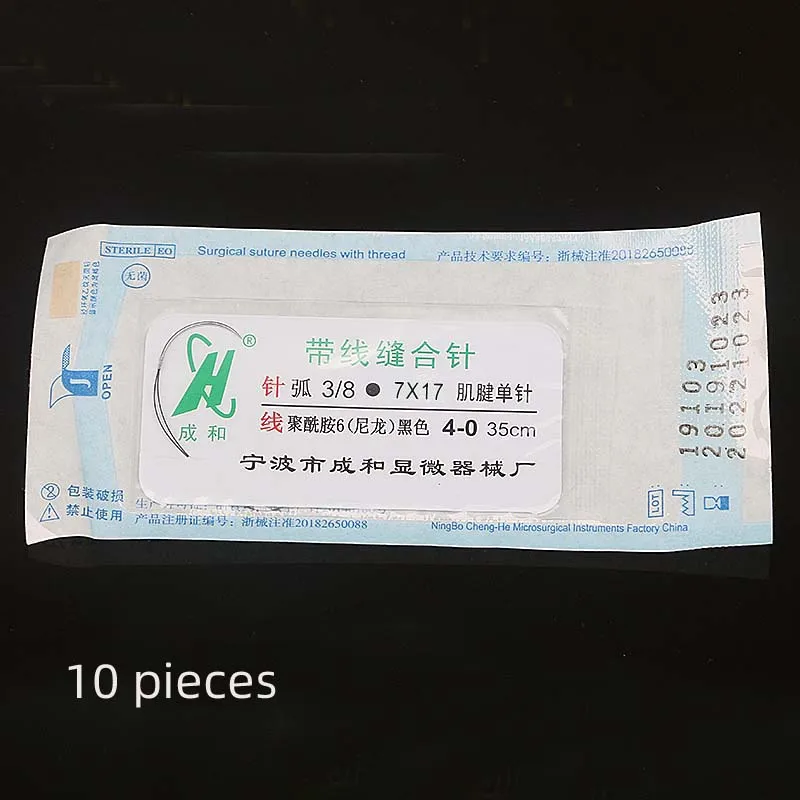 STERILE EO
Surgical suture needles with thread
产品技术要求编号：浙械注准20182650088
无菌
OPEN
成和
®
带线缝合针
针 弧 3/8 ● 7X17 肌腱单针
线 聚酰胺6(尼龙)黑色 4-0 35cm
宁波市成和显微器械厂
19103
20191023
20221023
LOT
包装破损
禁止使用
产品注册证编号：浙械注准20182650088
NingBo Cheng-He Microsurgical Instruments Factory China
10 pieces